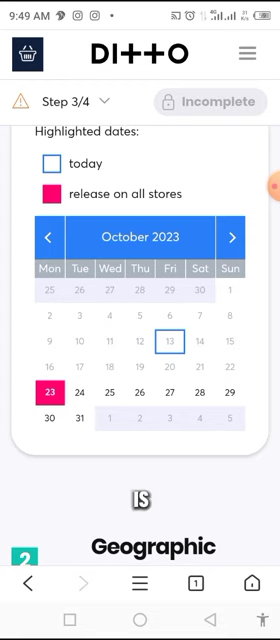 9:49 AM
4G
31
K/s
DITTO
Step 3/4
Incomplete
Highlighted dates:
today
release on all stores
October 2023
Mon Tue Wed Thu Fri Sat Sun
25 26 27 28 29 30 1
2 3 4 5 6 7 8
9 10 11 12 13 14 15
16 17 18 19 20 21 22
23 24 25 26 27 28 29
30 31 1 2 3 4 5
IS
2
Geographic
1